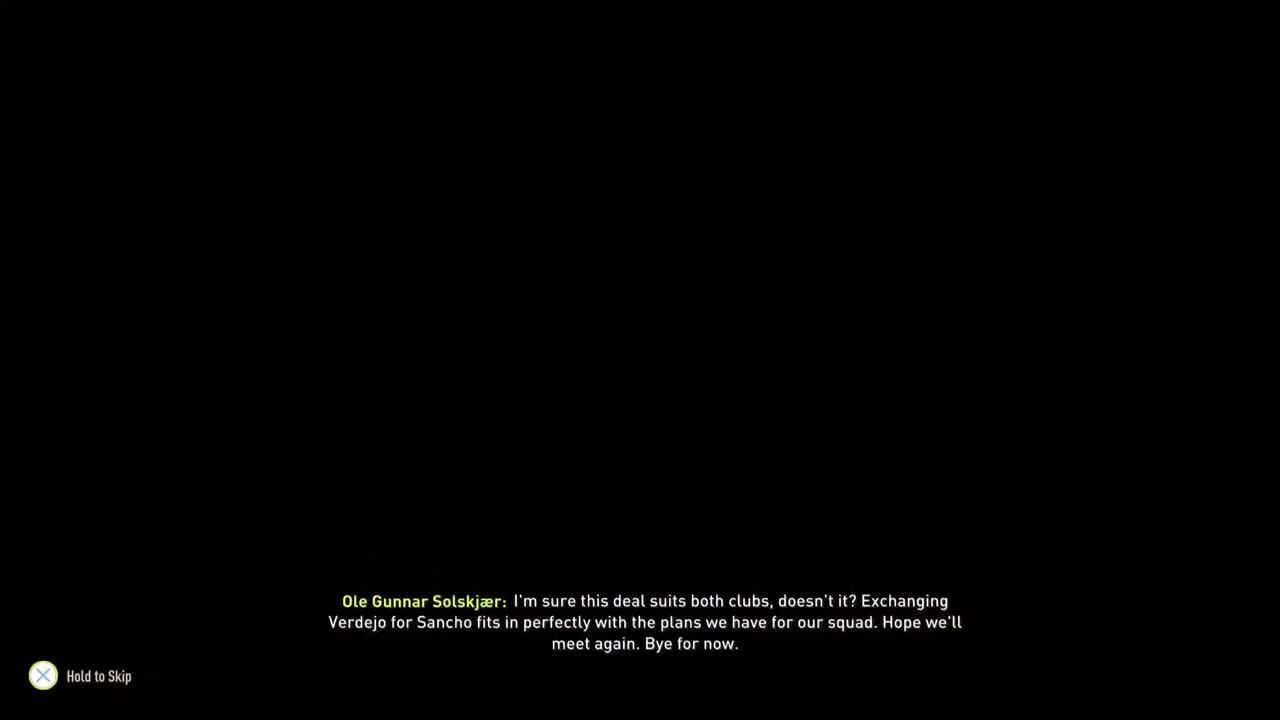 Ole Gunnar Solskjær: I'm sure this deal suits both clubs, doesn't it? Exchanging
Verdejo for Sancho fits in perfectly with the plans we have for our squad. Hope we'll
meet again. Bye for now.
Hold to Skip